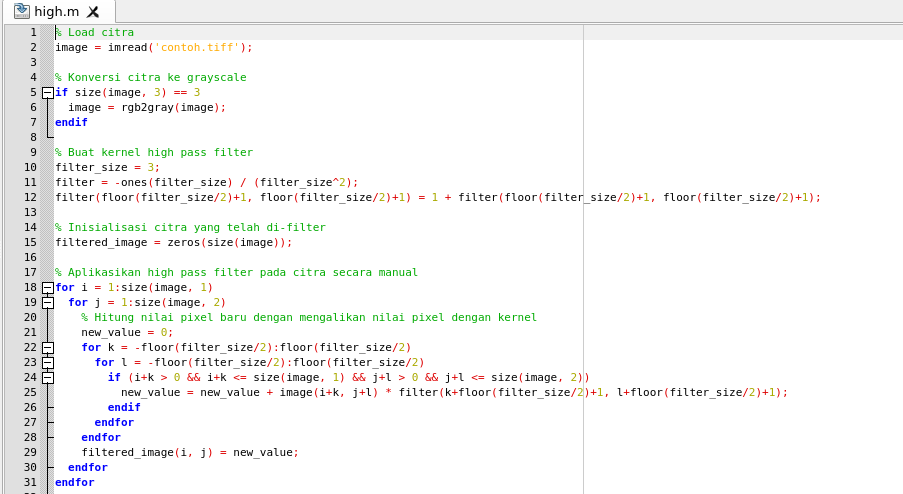 high.m
1 % Load citra
2 image = imread('contoh.tiff');
3
4 % Konversi citra ke grayscale
5 if size(image, 3) == 3
6   image = rgb2gray(image);
7 endif
8
9 % Buat kernel high pass filter
10 filter_size = 3;
11 filter = -ones(filter_size) / (filter_size^2);
12 filter(floor(filter_size/2)+1, floor(filter_size/2)+1) = 1 + filter(floor(filter_size/2)+1, floor(filter_size/2)+1);
13
14 % Inisialisasi citra yang telah di-filter
15 filtered_image = zeros(size(image));
16
17 % Aplikasikan high pass filter pada citra secara manual
18 for i = 1:size(image, 1)
19   for j = 1:size(image, 2)
20     % Hitung nilai pixel baru dengan mengalikan nilai pixel dengan kernel
21     new_value = 0;
22     for k = -floor(filter_size/2):floor(filter_size/2)
23       for l = -floor(filter_size/2):floor(filter_size/2)
24         if (i+k > 0 && i+k <= size(image, 1) && j+l > 0 && j+l <= size(image, 2))
25           new_value = new_value + image(i+k, j+l) * filter(k+floor(filter_size/2)+1, l+floor(filter_size/2)+1);
26         endif
27       endfor
28     endfor
29     filtered_image(i, j) = new_value;
30   endfor
31 endfor